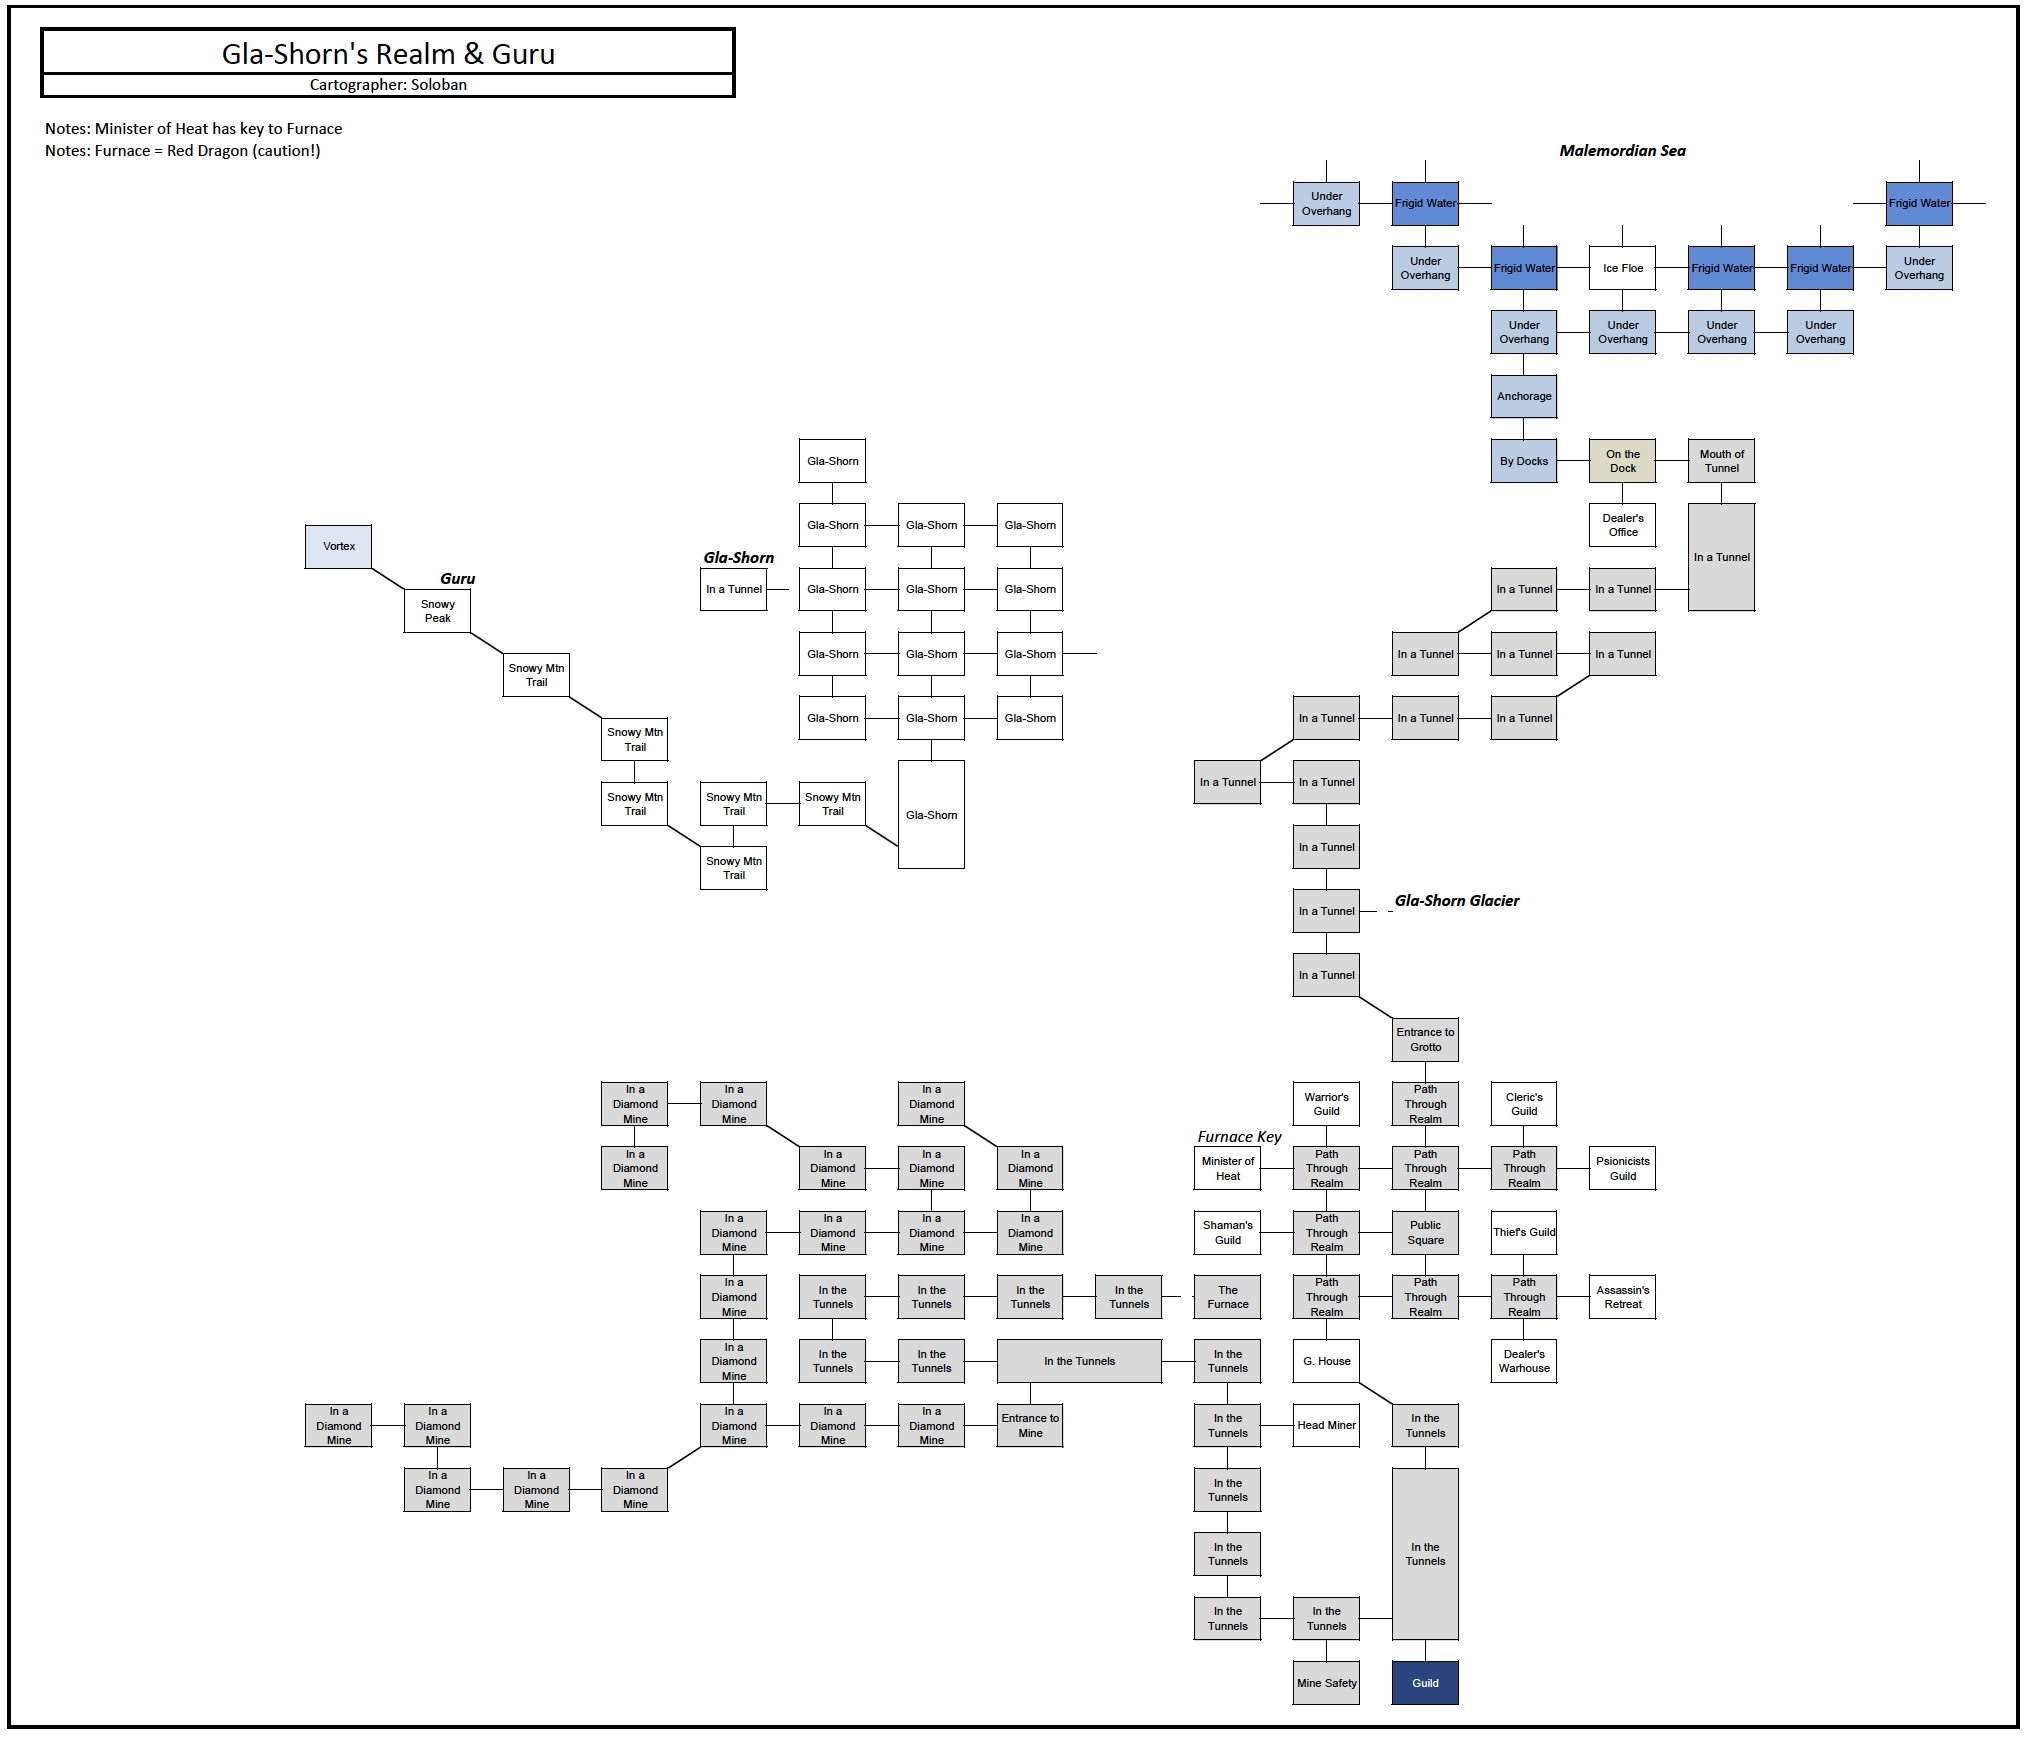 Gla-Shorn's Realm & Guru
Cartographer: Soloban
Notes: Minister of Heat has key to Furnace
Notes: Furnace = Red Dragon (caution!)
Malemordian Sea
Under
Overhang
Frigid Water
Frigid Water
Under
Overhang
Frigid Water
Ice Floe
Frigid Water
Frigid Water
Under
Overhang
Under
Overhang
Under
Overhang
Under
Overhang
Under
Overhang
Anchorage
Gla-Shorn
By Docks
On the
Dock
Mouth of
Tunnel
Gla-Shorn
Gla-Shorn
Gla-Shorn
Dealer's
Office
In a Tunnel
Vortex
Gla-Shorn
Guru
In a Tunnel
Gla-Shorn
Gla-Shorn
Gla-Shorn
In a Tunnel
In a Tunnel
Snowy
Peak
Snowy Mtn
Trail
Gla-Shorn
Gla-Shorn
Gla-Shorn
In a Tunnel
In a Tunnel
In a Tunnel
Snowy Mtn
Trail
Gla-Shorn
Gla-Shorn
Gla-Shorn
In a Tunnel
In a Tunnel
In a Tunnel
Snowy Mtn
Trail
Snowy Mtn
Trail
Snowy Mtn
Trail
Gla-Shorn
In a Tunnel
In a Tunnel
Snowy Mtn
Trail
In a Tunnel
In a Tunnel
Gla-Shorn Glacier
In a Tunnel
Entrance to
Grotto
In a
Diamond
Mine
In a
Diamond
Mine
In a
Diamond
Mine
Warrior's
Guild
Path
Through
Realm
Cleric's
Guild
Furnace Key
In a
Diamond
Mine
In a
Diamond
Mine
In a
Diamond
Mine
In a
Diamond
Mine
Minister of
Heat
Path
Through
Realm
Path
Through
Realm
Path
Through
Realm
Psionicists
Guild
In a
Diamond
Mine
In a
Diamond
Mine
In a
Diamond
Mine
In a
Diamond
Mine
Shaman's
Guild
Path
Through
Realm
Public
Square
Thief's Guild
In a
Diamond
Mine
In the
Tunnels
In the
Tunnels
In the
Tunnels
In the
Tunnels
The
Furnace
Path
Through
Realm
Path
Through
Realm
Path
Through
Realm
Assassin's
Retreat
In a
Diamond
Mine
In the
Tunnels
In the
Tunnels
In the Tunnels
In the
Tunnels
G. House
Dealer's
Warhouse
In a
Diamond
Mine
In a
Diamond
Mine
In a
Diamond
Mine
In a
Diamond
Mine
In a
Diamond
Mine
Entrance to
Mine
In the
Tunnels
Head Miner
In the
Tunnels
In a
Diamond
Mine
In a
Diamond
Mine
In a
Diamond
Mine
In the
Tunnels
In the
Tunnels
In the
Tunnels
In the
Tunnels
In the
Tunnels
Mine Safety
Guild